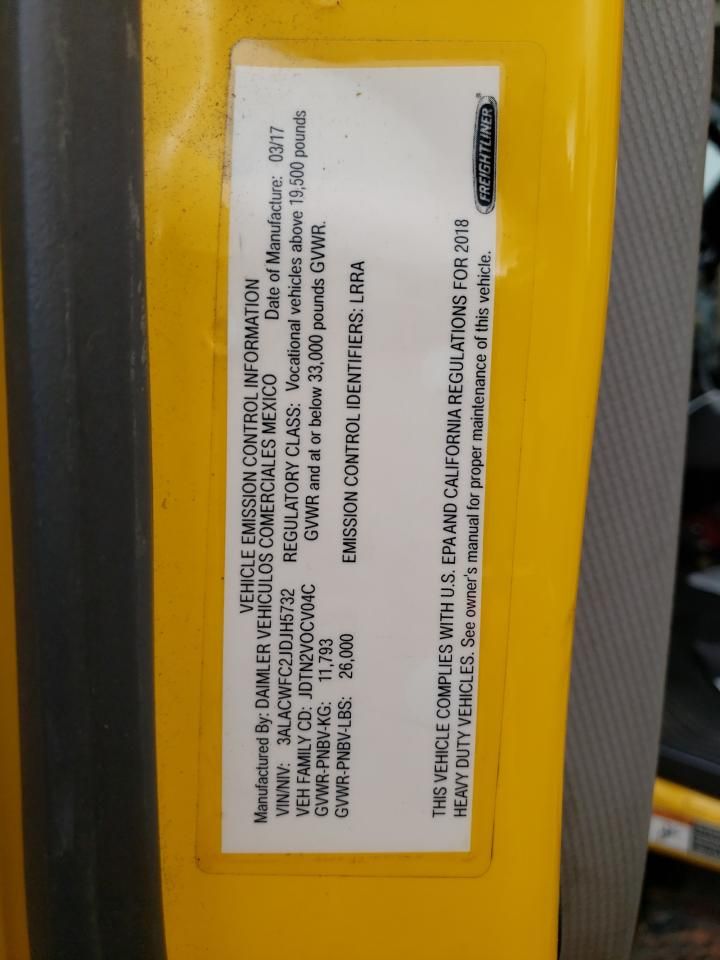 VEHICLE EMISSION CONTROL INFORMATION
Manufactured By: DAIMLER VEHICULOS COMERCIALES MEXICO Date of Manufacture: 03/17
VIN/NIV: 3ALACWFC2JDJH5732 REGULATORY CLASS: Vocational vehicles above 19,500 pounds
VEH FAMILY CD: JDTN2VOCV04C GVWR and at or below 33,000 pounds GVWR.
GVWR-PNBV-KG: 11,793
GVWR-PNBV-LBS: 26,000 EMISSION CONTROL IDENTIFIERS: LRRA
THIS VEHICLE COMPLIES WITH U.S. EPA AND CALIFORNIA REGULATIONS FOR 2018
HEAVY DUTY VEHICLES. See owner's manual for proper maintenance of this vehicle.
FREIGHTLINER®